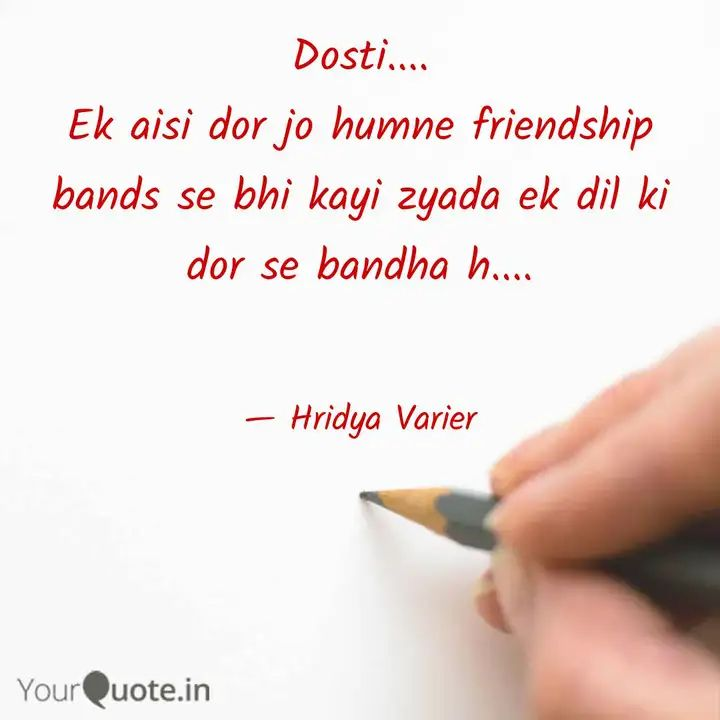 Dosti....
Ek aisi dor jo humne friendship
bands se bhi kayi zyada ek dil ki
dor se bandha h....
— Hridya Varier
YourQuote.in